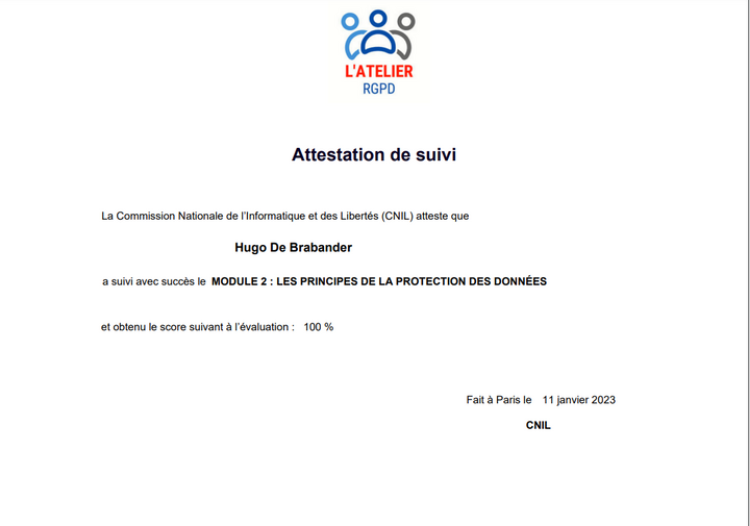 L'ATELIER
RGPD
Attestation de suivi
La Commission Nationale de l'Informatique et des Libertés (CNIL) atteste que
Hugo De Brabander
a suivi avec succès le MODULE 2 : LES PRINCIPES DE LA PROTECTION DES DONNÉES
et obtenu le score suivant à l'évaluation : 100 %
Fait à Paris le 11 janvier 2023
CNIL